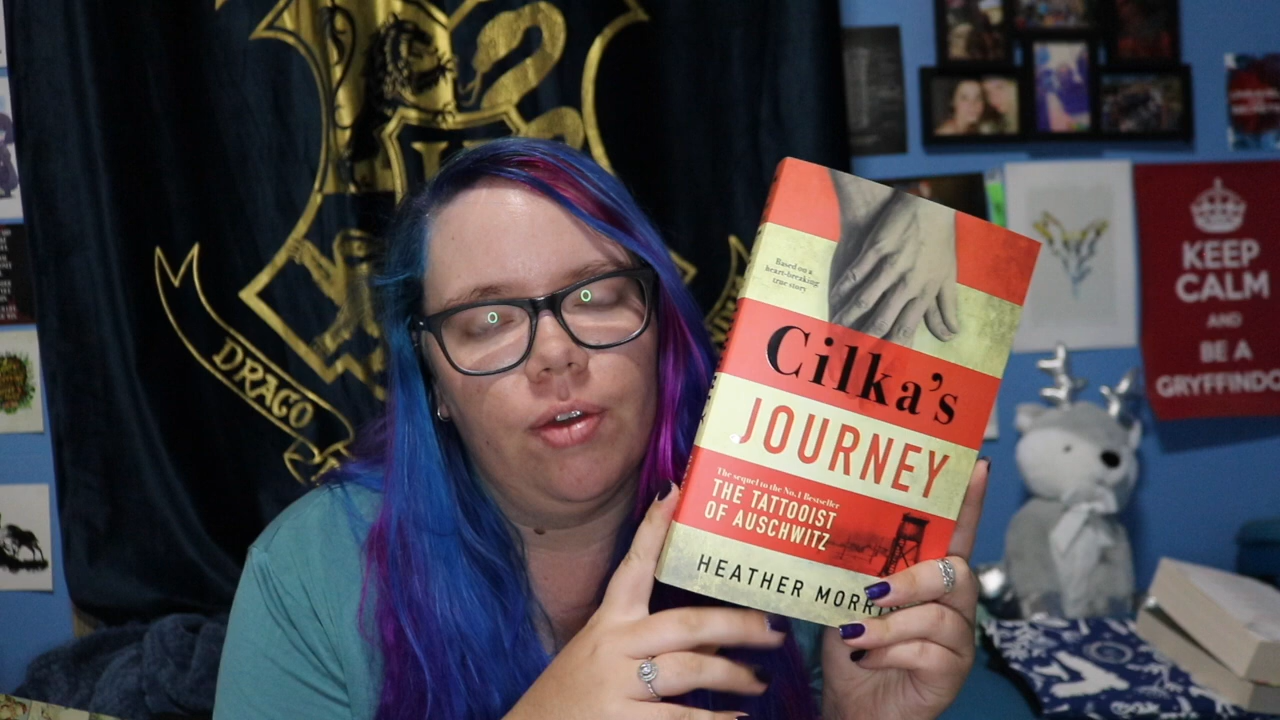 DRACO
Based on a
heart-breaking
true story
Cilka's
JOURNEY
The sequel to the No.1 Bestseller
THE TATTOOIST
OF AUSCHWITZ
HEATHER
KEEP
CALM
AND
BE A
GRYFFINDO